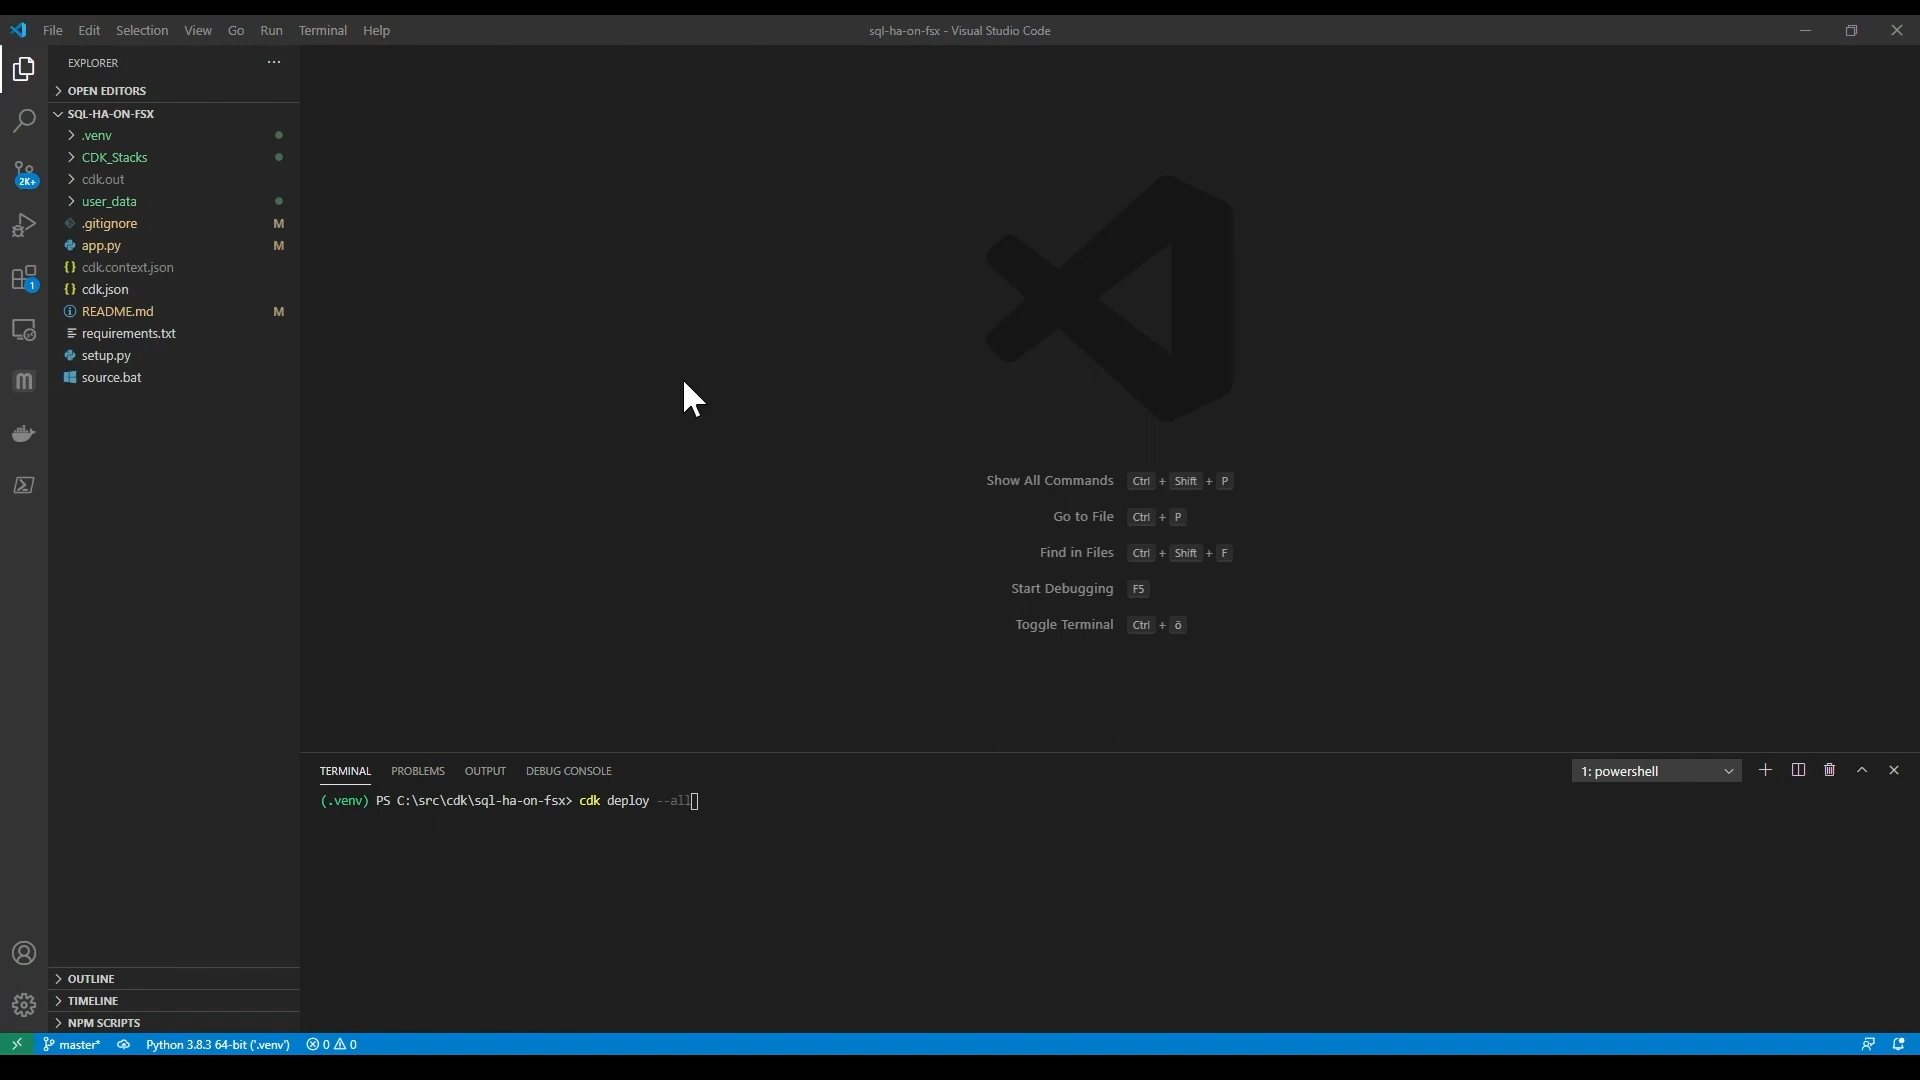 File Edit Selection View Go Run Terminal Help
sql-ha-on-fsx - Visual Studio Code
EXPLORER
OPEN EDITORS
SQL-HA-ON-FSX
.venv
CDK_Stacks
cdk.out
user_data
.gitignore M
app.py M
cdk.context.json
cdk.json
README.md M
requirements.txt
setup.py
source.bat
2K+
1
Show All Commands Ctrl + Shift + P
Go to File Ctrl + P
Find in Files Ctrl + Shift + F
Start Debugging F5
Toggle Terminal Ctrl + ö
TERMINAL PROBLEMS OUTPUT DEBUG CONSOLE
1: powershell
(.venv) PS C:\src\cdk\sql-ha-on-fsx> cdk deploy --all
OUTLINE
TIMELINE
NPM SCRIPTS
master* Python 3.8.3 64-bit ('.venv') 0 0